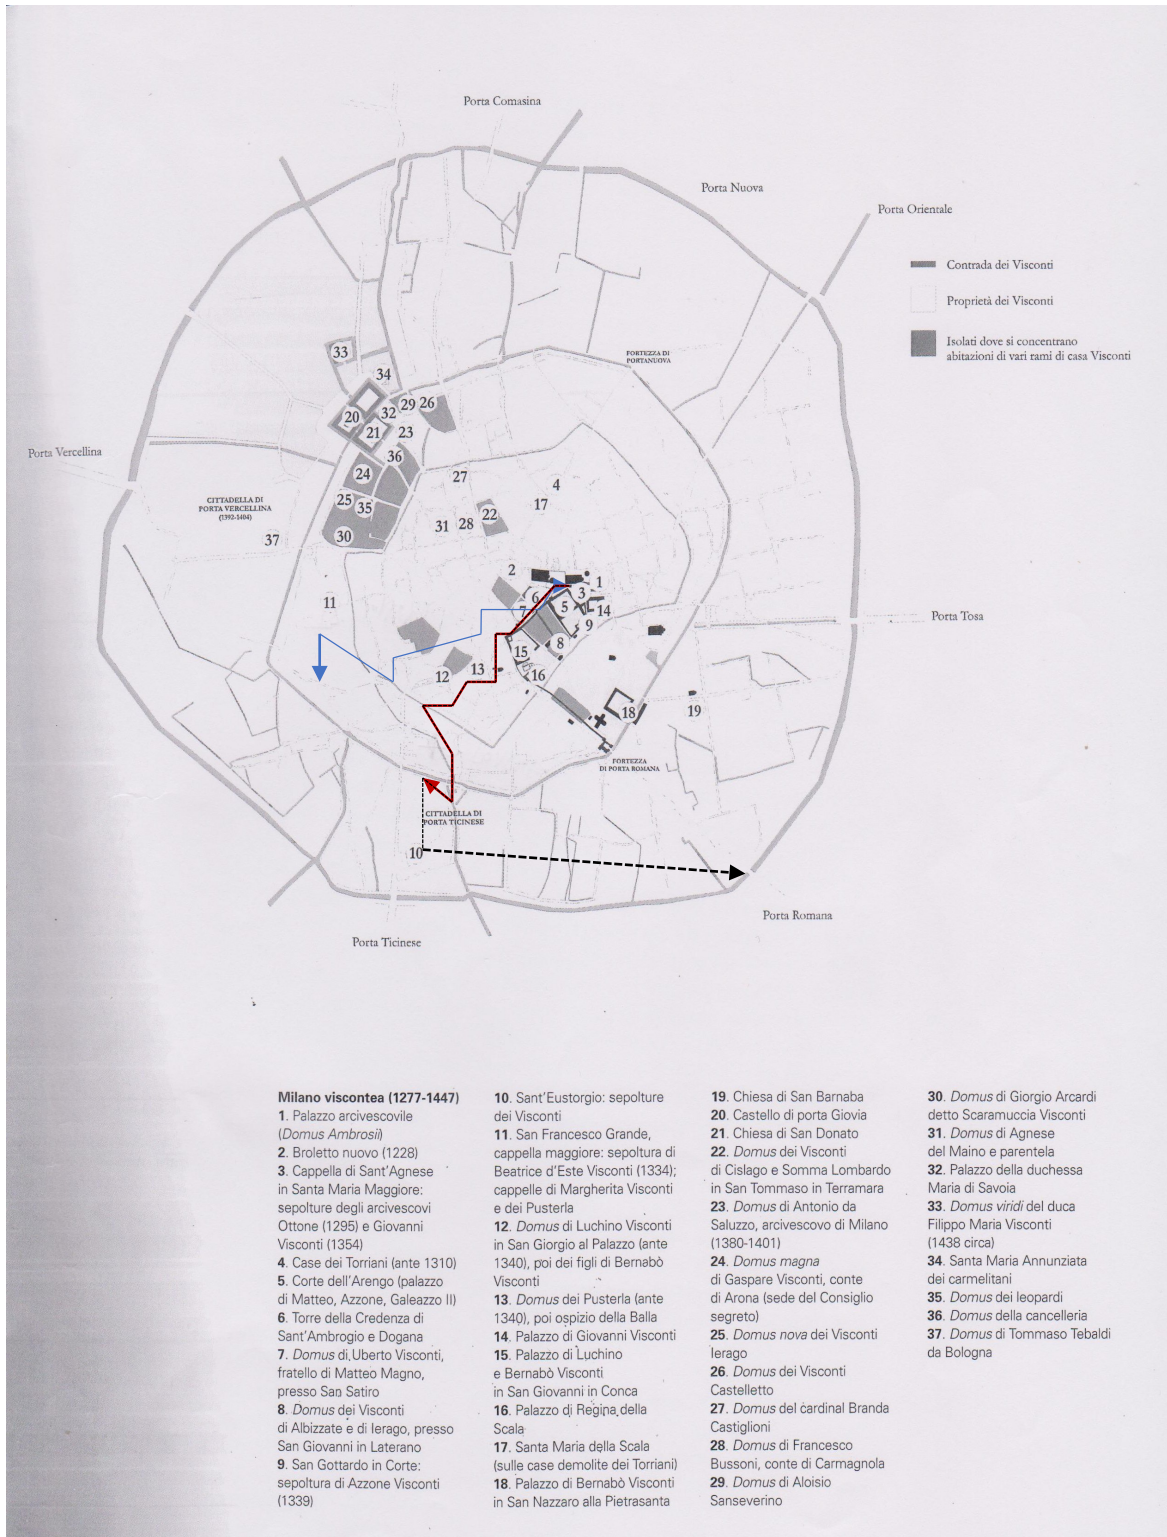 Porta Comasina
Porta Nuova
Porta Orientale
Contrada dei Visconti
Proprietà dei Visconti
Isolati dove si concentrano
abitazioni di vari rami di casa Visconti
FORTEZZA DI
PORTANUOVA
33
34
20
32
29
26
21
23
36
Porta Vercellina
24
27
4
CITTADELLA DI
PORTA VERCELLINA
(1392-1404)
25
35
17
22
31
28
30
37
2
1
11
6
3
7
5
14
9
Porta Tosa
8
15
12
13
16
18
19
FORTEZZA
DI PORTA ROMANA
CITTADELLA DI
PORTA TICINESE
10
Porta Romana
Porta Ticinese
Milano viscontea (1277-1447)
1. Palazzo arcivescovile
(Domus Ambrosii)
2. Broletto nuovo (1228)
3. Cappella di Sant'Agnese
in Santa Maria Maggiore:
sepolture degli arcivescovi
Ottone (1295) e Giovanni
Visconti (1354)
4. Case dei Torriani (ante 1310)
5. Corte dell'Arengo (palazzo
di Matteo, Azzone, Galeazzo II)
6. Torre della Credenza di
Sant'Ambrogio e Dogana
7. Domus di Uberto Visconti,
fratello di Matteo Magno,
presso San Satiro
8. Domus dei Visconti
di Albizzate e di Ierago, presso
San Giovanni in Laterano
9. San Gottardo in Corte:
sepoltura di Azzone Visconti
(1339)
10. Sant'Eustorgio: sepolture
dei Visconti
11. San Francesco Grande,
cappella maggiore: sepoltura di
Beatrice d'Este Visconti (1334);
cappelle di Margherita Visconti
e dei Pusterla
12. Domus di Luchino Visconti
in San Giorgio al Palazzo (ante
1340), poi dei figli di Bernabò
Visconti
13. Domus dei Pusterla (ante
1340), poi ospizio della Balla
14. Palazzo di Giovanni Visconti
15. Palazzo di Luchino
e Bernabò Visconti
in San Giovanni in Conca
16. Palazzo di Regina della
Scala
17. Santa Maria della Scala
(sulle case demolite dei Torriani)
18. Palazzo di Bernabò Visconti
in San Nazzaro alla Pietrasanta
19. Chiesa di San Barnaba
20. Castello di porta Giovia
21. Chiesa di San Donato
22. Domus dei Visconti
di Cislago e Somma Lombardo
in San Tommaso in Terramara
23. Domus di Antonio da
Saluzzo, arcivescovo di Milano
(1380-1401)
24. Domus magna
di Gaspare Visconti, conte
di Arona (sede del Consiglio
segreto)
25. Domus nova dei Visconti
Ierago
26. Domus dei Visconti
Castelletto
27. Domus del cardinal Branda
Castiglioni
28. Domus di Francesco
Bussoni, conte di Carmagnola
29. Domus di Aloisio
Sanseverino
30. Domus di Giorgio Arcardi
detto Scaramuccia Visconti
31. Domus di Agnese
del Maino e parentela
32. Palazzo della duchessa
Maria di Savoia
33. Domus viridi del duca
Filippo Maria Visconti
(1438 circa)
34. Santa Maria Annunziata
dei carmelitani
35. Domus dei leopardi
36. Domus della cancelleria
37. Domus di Tommaso Tebaldi
da Bologna